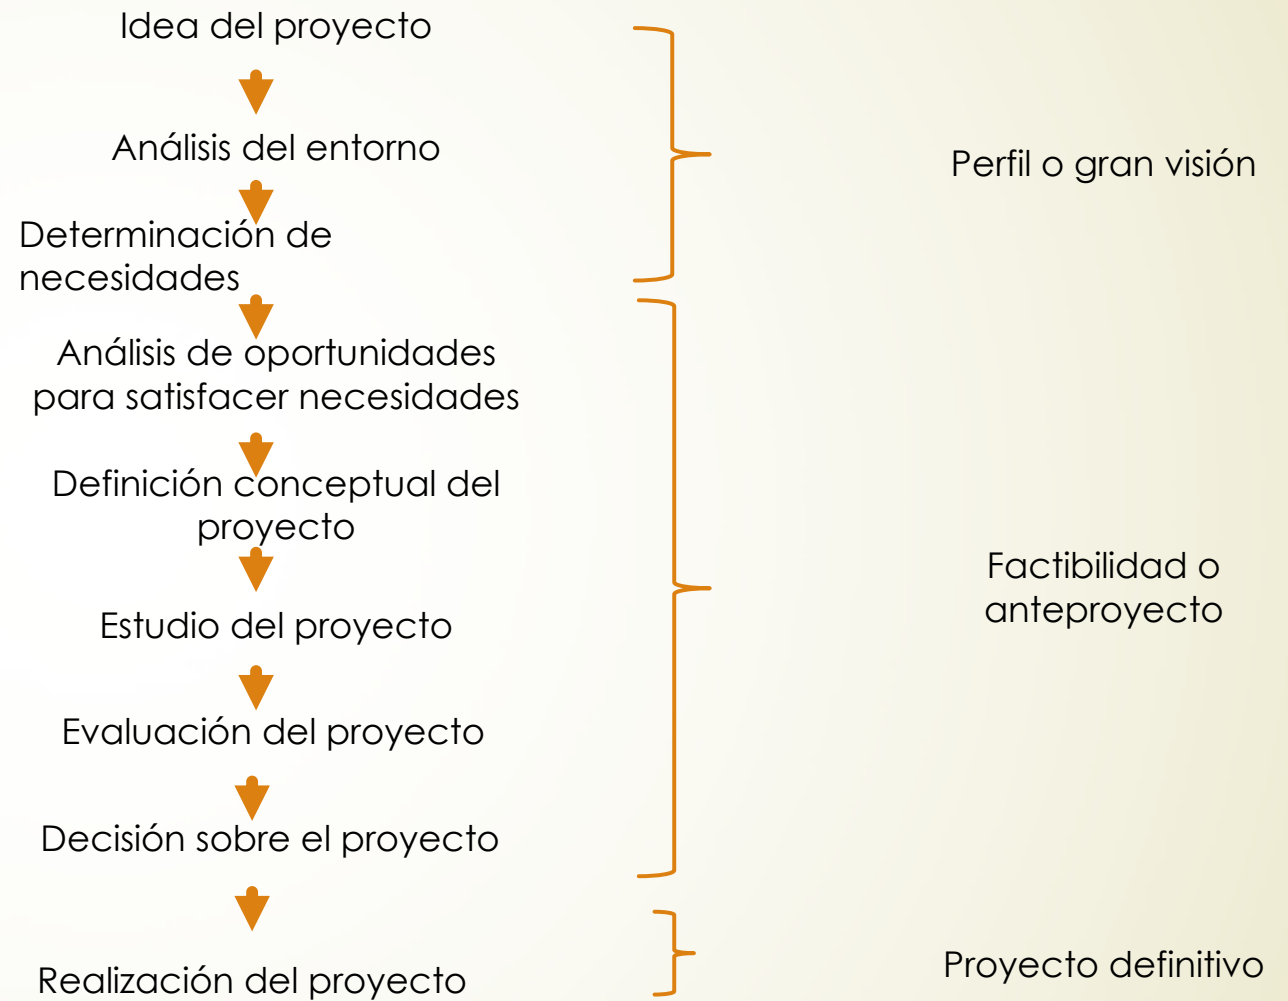 Idea del proyecto
Análisis del entorno
Perfil o gran visión
Determinación de
necesidades
Análisis de oportunidades
para satisfacer necesidades
Definición conceptual del
proyecto
Factibilidad o
anteproyecto
Estudio del proyecto
Evaluación del proyecto
Decisión sobre el proyecto
Realización del proyecto
Proyecto definitivo